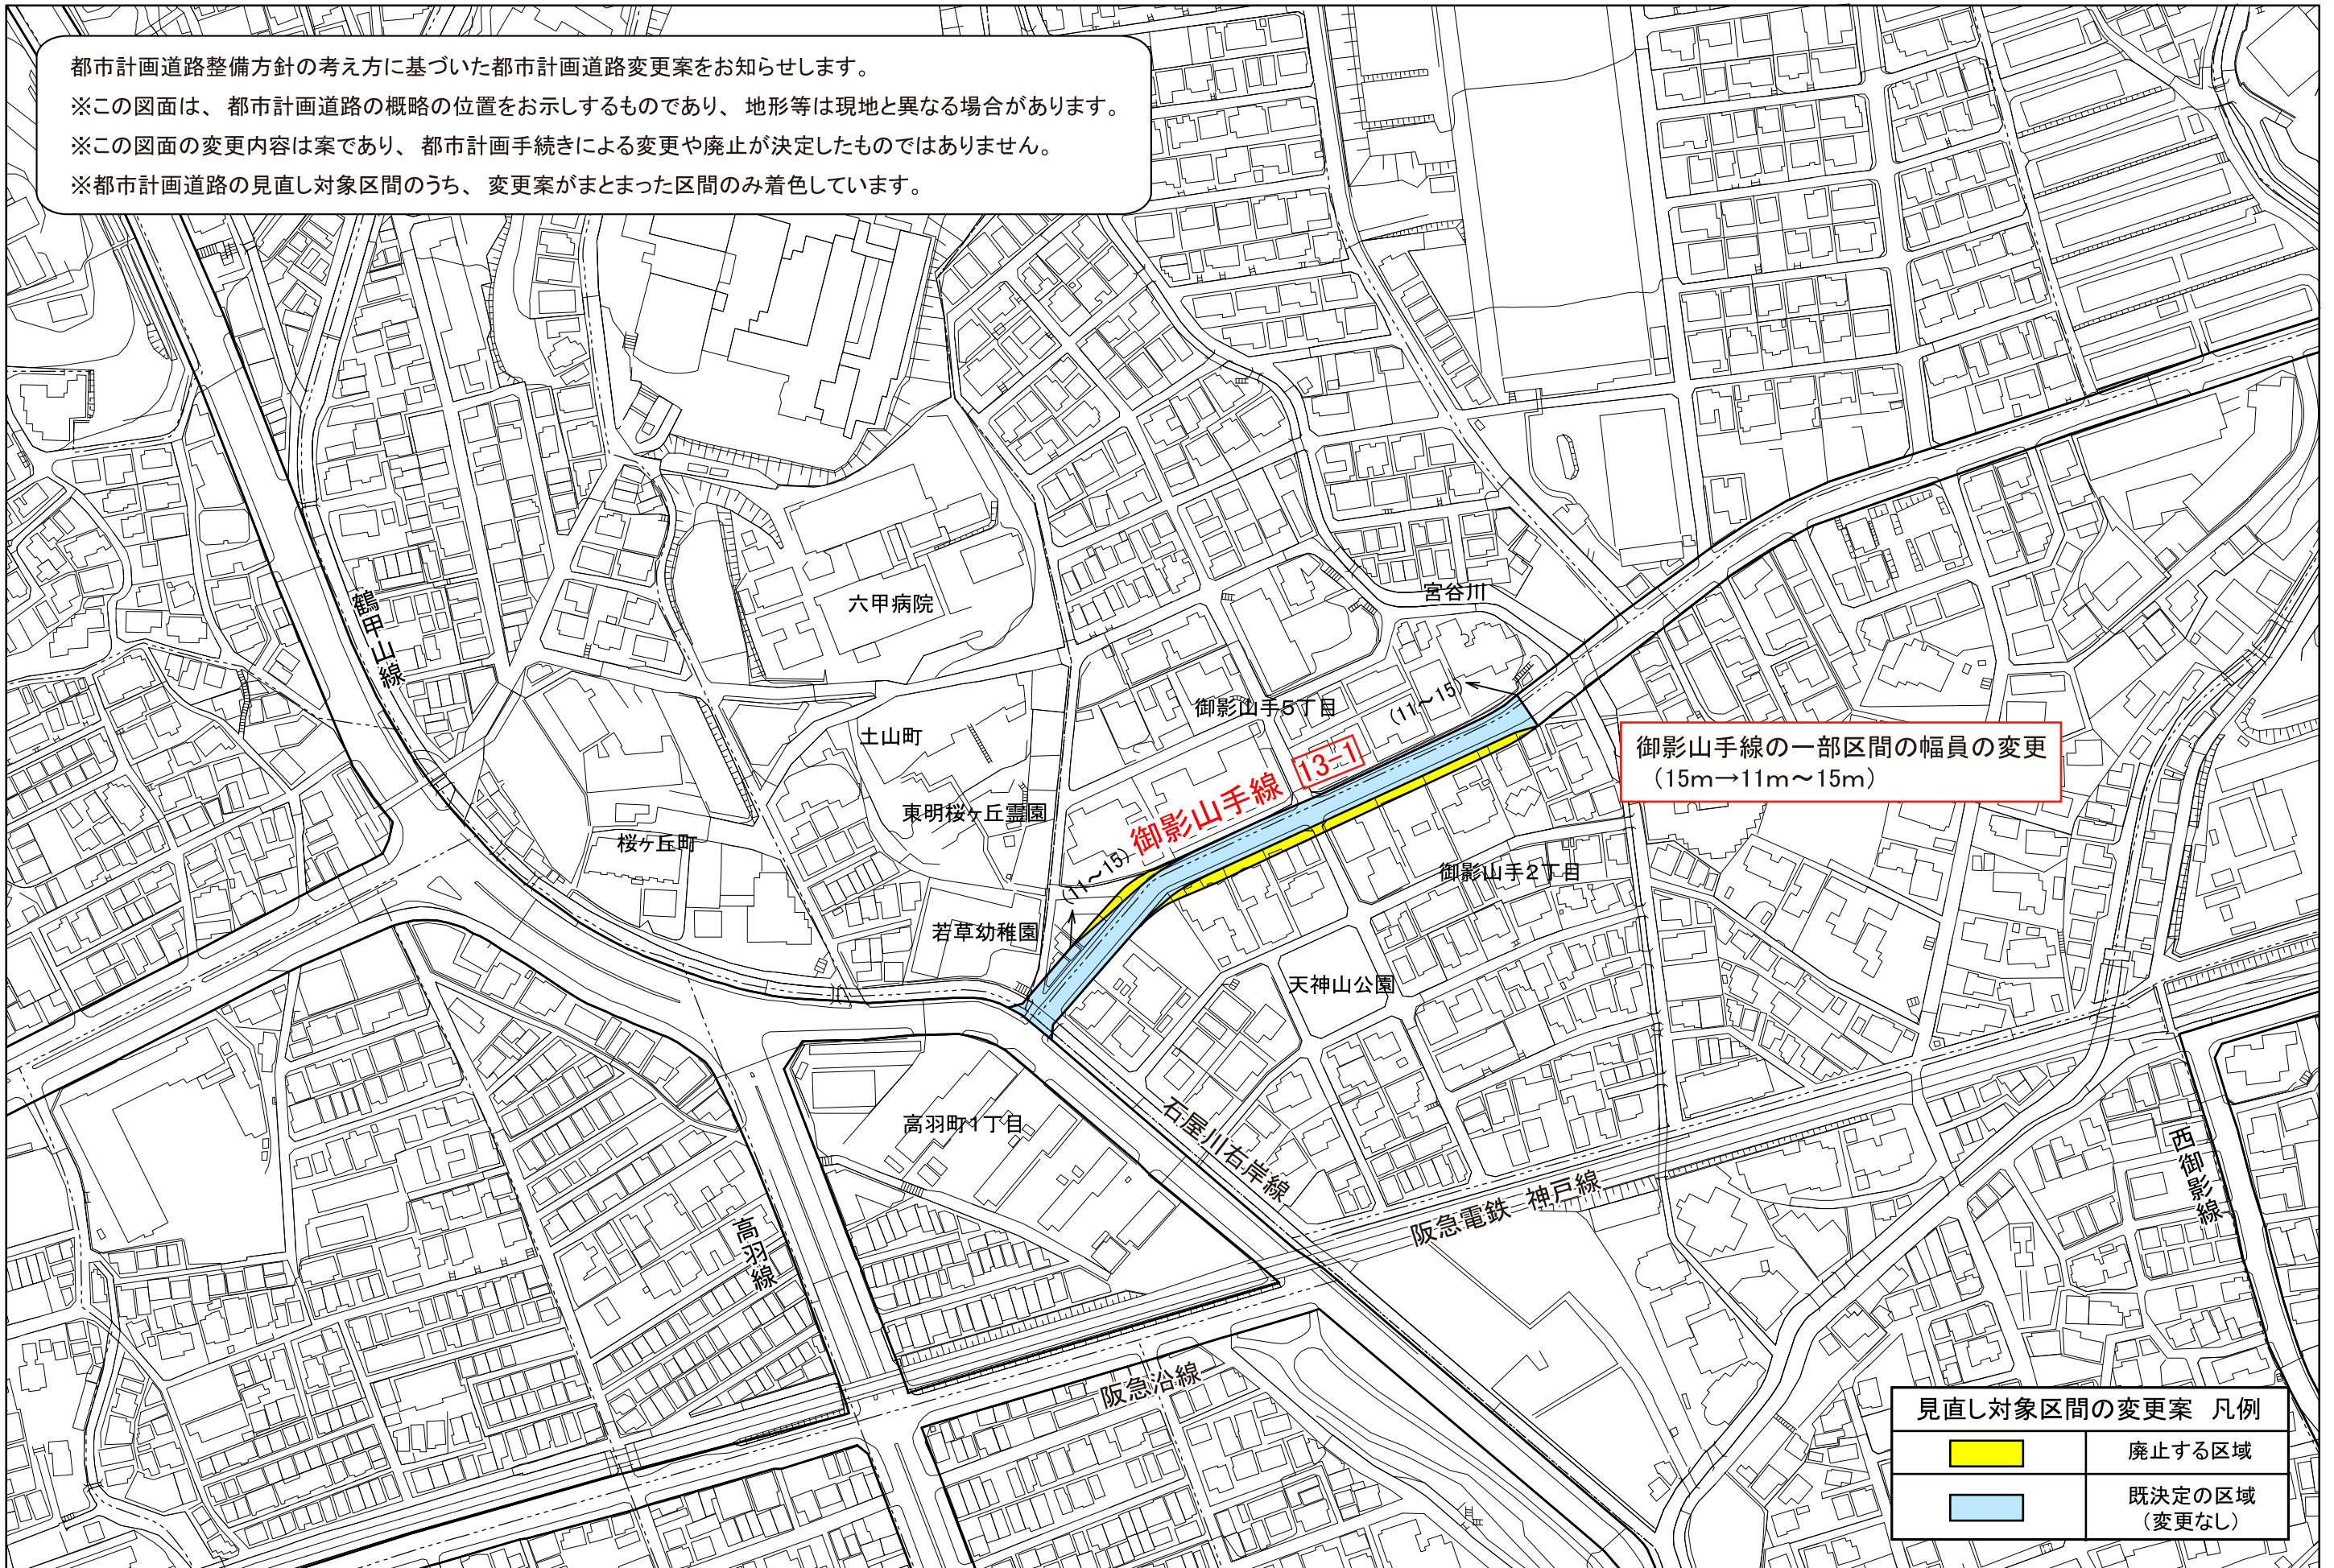 都市計画道路整備方針の考え方に基づいた都市計画道路変更案をお知らせします。
※この図面は、都市計画道路の概略の位置をお示しするものであり、地形等は現地と異なる場合があります。
※この図面の変更内容は案であり、都市計画手続きによる変更や廃止が決定したものではありません。
※都市計画道路の見直し対象区間のうち、変更案がまとまった区間のみ着色しています。
鶴甲山線
六甲病院
宮谷川
御影山手5丁目
(11～15)
土山町
御影山手線の一部区間の幅員の変更
(15m→11m～15m)
13-1
御影山手線
東明桜ヶ丘霊園
桜ヶ丘町
(11～15)
御影山手2丁目
若草幼稚園
天神山公園
高羽町1丁目
石屋川右岸線
西御影線
阪急電鉄 神戸線
高羽線
阪急沿線
見直し対象区間の変更案 凡例
廃止する区域
既決定の区域
(変更なし)